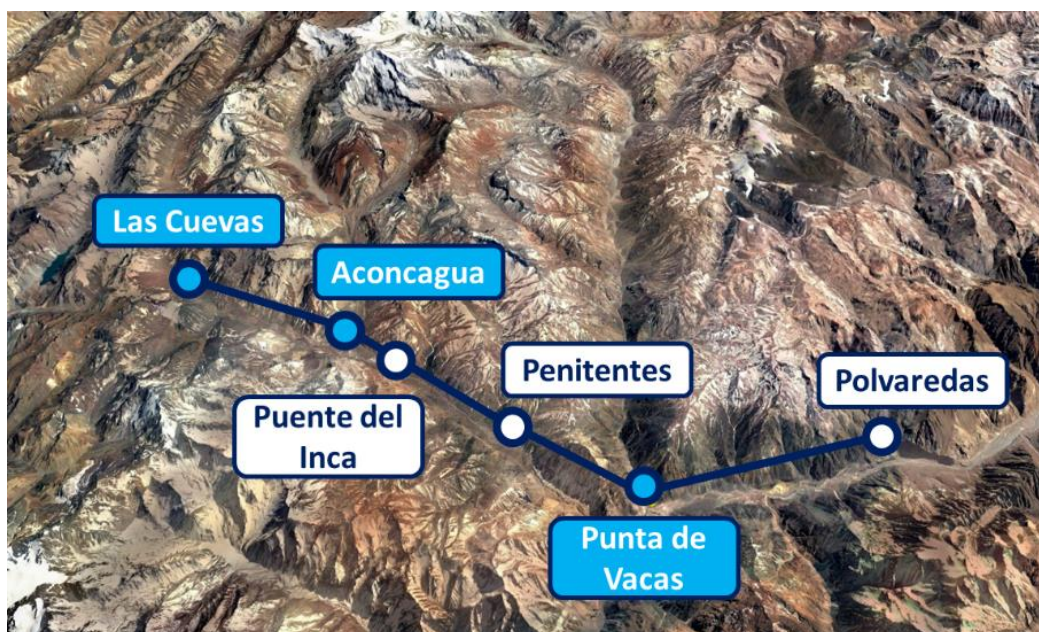 Las Cuevas
Aconcagua
Puente del
Inca
Penitentes
Punta de
Vacas
Polvaredas